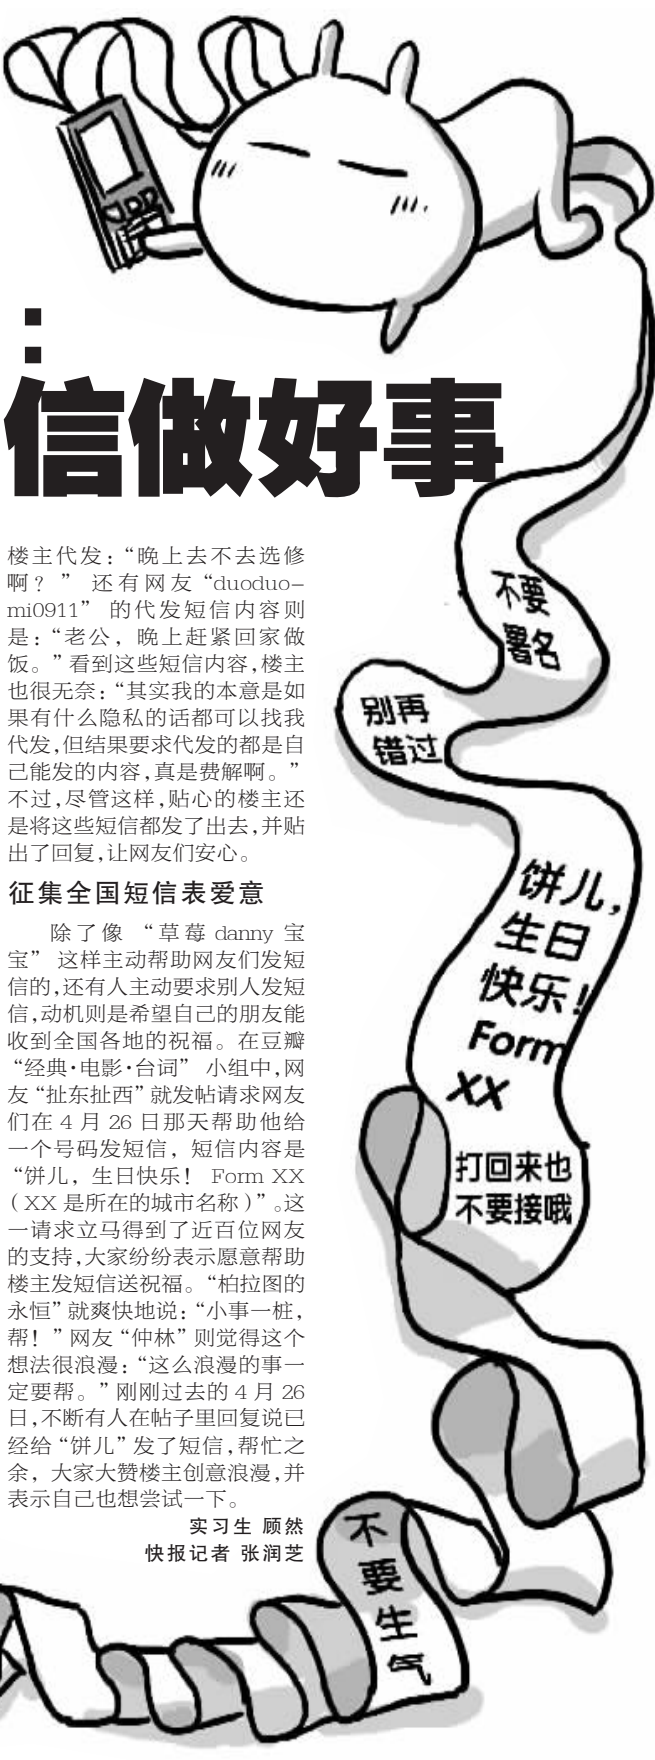 :
信做好事
楼主代发：“晚上去不去选修
啊？” 还有网友“duoduo-
mi0911” 的代发短信内容则
是：“老公，晚上赶紧回家做
饭。”看到这些短信内容，楼主
也很无奈：“其实我的本意是如
果有什么隐私的话都可以找我
代发，但结果要求代发的都是自
己能发的内容，真是费解啊。”
不过，尽管这样，贴心的楼主还
是将这些短信都发了出去，并贴
出了回复，让网友们安心。
征集全国短信表爱意
除了像 “草莓 danny 宝
宝” 这样主动帮助网友们发短
信的，还有人主动要求别人发短
信，动机则是希望自己的朋友能
收到全国各地的祝福。在豆瓣
“经典·电影·台词” 小组中，网
友“扯东扯西”就发帖请求网友
们在 4 月 26 日那天帮助他给
一个号码发短信，短信内容是
“饼儿，生日快乐！ Form XX
（XX 是所在的城市名称）”。这
一请求立马得到了近百位网友
的支持，大家纷纷表示愿意帮助
楼主发短信送祝福。“柏拉图的
永恒”就爽快地说：“小事一桩，
帮！”网友“仲林”则觉得这个
想法很浪漫：“这么浪漫的事一
定要帮。”刚刚过去的 4 月 26
日，不断有人在帖子里回复说已
经给“饼儿”发了短信，帮忙之
余，大家大赞楼主创意浪漫，并
表示自己也想尝试一下。
实习生 顾然
快报记者 张润芝
不要
署名
别再
错过
饼儿，
生日
快乐！
Form
XX
打回来也
不要接哦
不
要
生
气